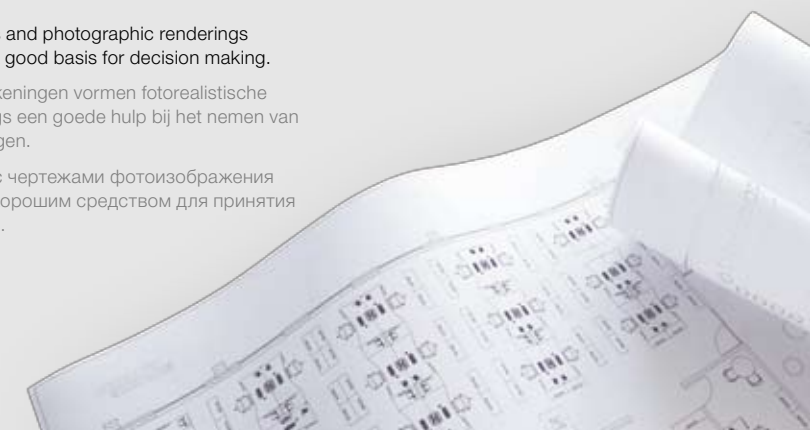 and photographic renderings
good basis for decision making.
keningen vormen fotorealistische
gs een goede hulp bij het nemen van
gen.
с чертежами фотоизображения
хорошим средством для принятия
.